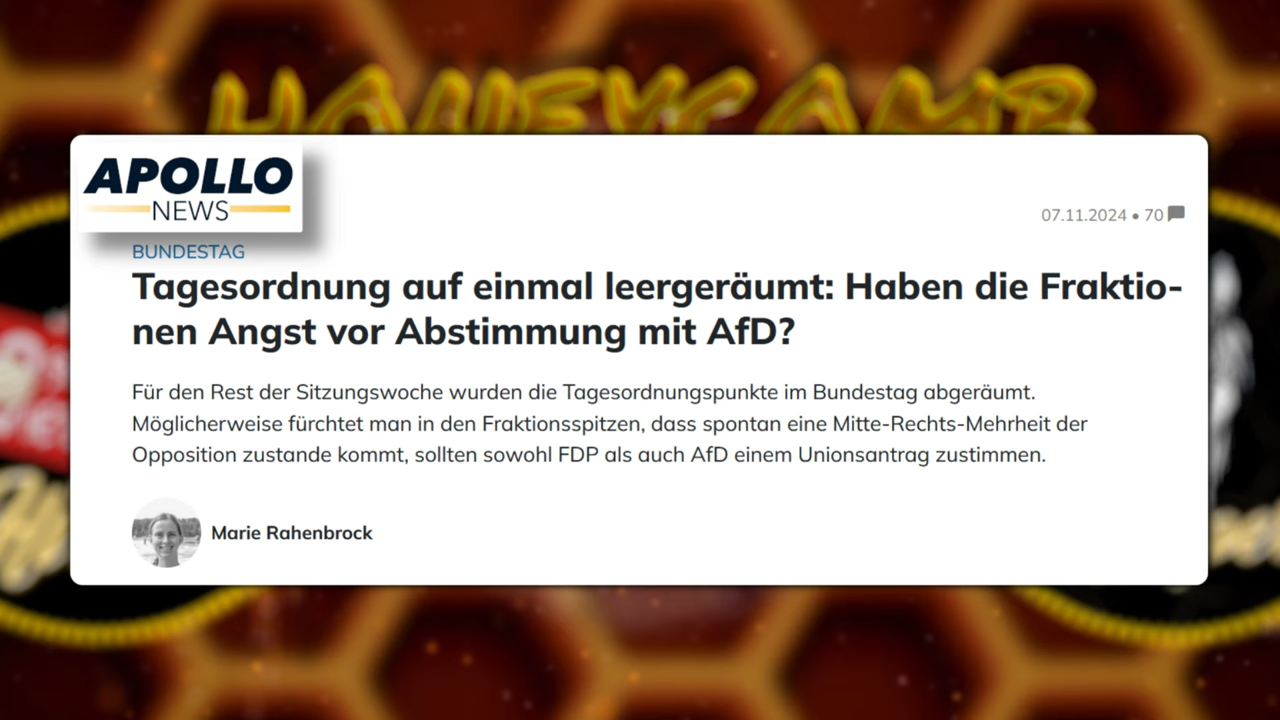 HONEYCOMB
APOLLO
NEWS
07.11.2024 • 70
BUNDESTAG
Tagesordnung auf einmal leergeräumt: Haben die Fraktio-
nen Angst vor Abstimmung mit AfD?
Für den Rest der Sitzungswoche wurden die Tagesordnungspunkte im Bundestag abgeräumt.
Möglicherweise fürchtet man in den Fraktionsspitzen, dass spontan eine Mitte-Rechts-Mehrheit der
Opposition zustande kommt, sollten sowohl FDP als auch AfD einem Unionsantrag zustimmen.
Marie Rahenbrock